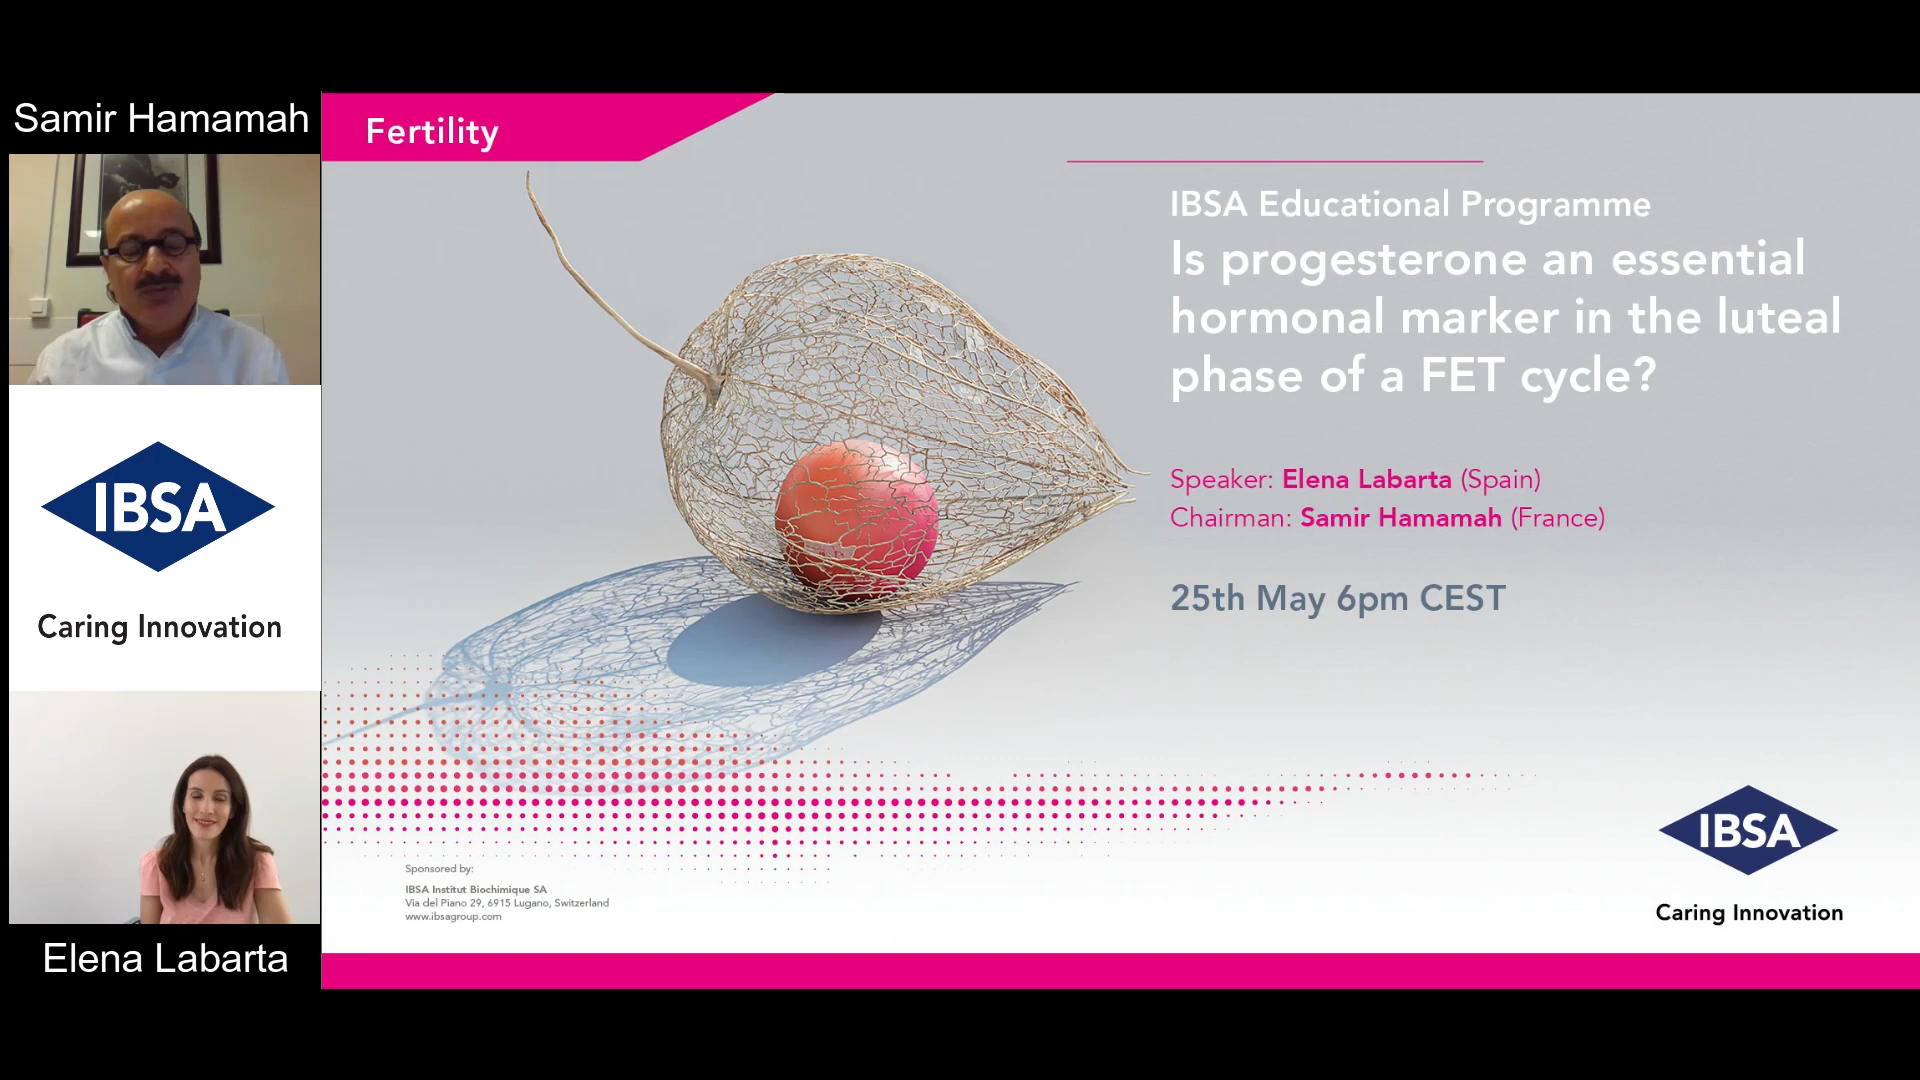 Samir Hamamah
IBSA
Caring Innovation
Elena Labarta
Fertility
IBSA Educational Programme
Is progesterone an essential
hormonal marker in the luteal
phase of a FET cycle?
Speaker: Elena Labarta (Spain)
Chairman: Samir Hamamah (France)
25th May 6pm CEST
Sponsored by:
IBSA Institut Biochimique SA
Via del Piano 29, 6915 Lugano, Switzerland
www.ibsagroup.com
IBSA
Caring Innovation